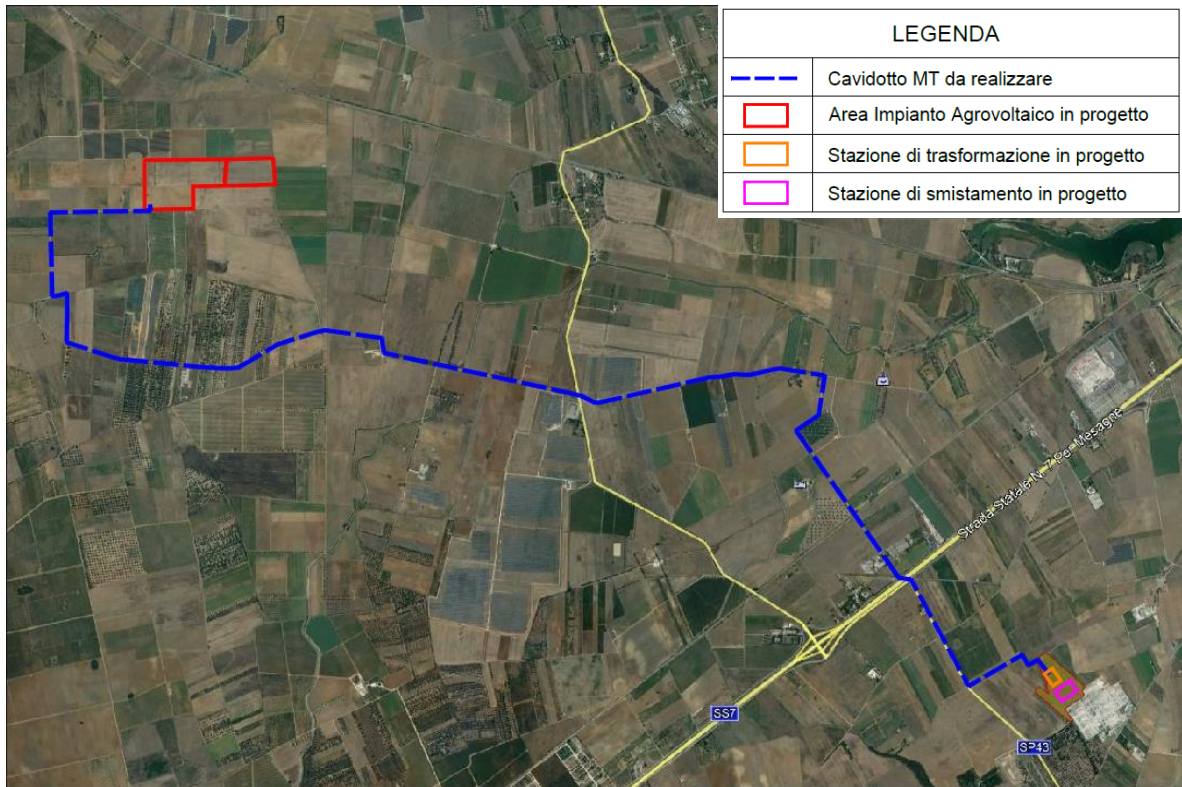 LEGENDA
Cavidotto MT da realizzare
Area Impianto Agrovoltaico in progetto
Stazione di trasformazione in progetto
Stazione di smistamento in progetto
Strada Statale N. 7 Per Mesagne
SS7
SP43